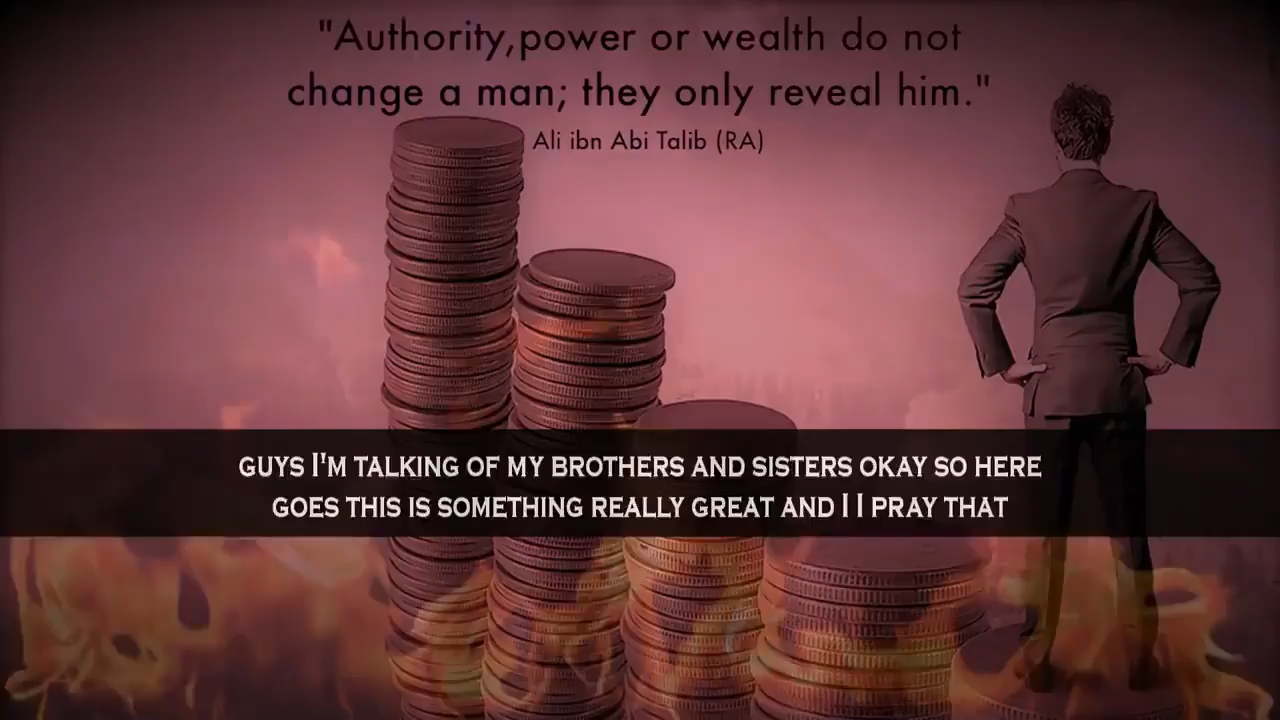 "Authority,power or wealth do not
change a man; they only reveal him."
Ali ibn Abi Talib (RA)
GUYS I'M TALKING OF MY BROTHERS AND SISTERS OKAY SO HERE
GOES THIS IS SOMETHING REALLY GREAT AND I I PRAY THAT